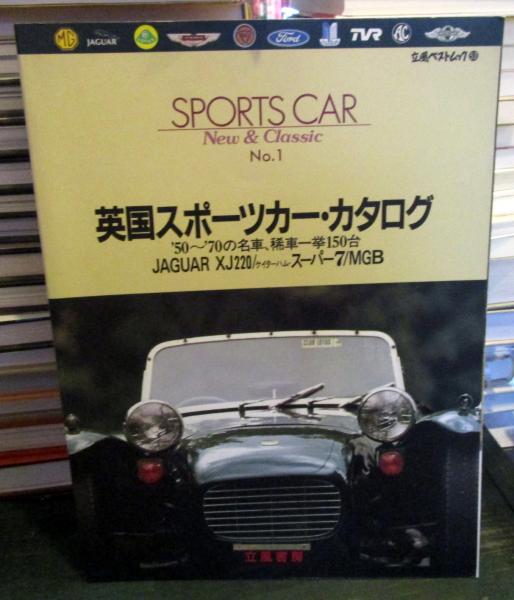 MG JAGUAR Ford TVR AC
立風ベストムック
SPORTS CAR
New & Classic
No.1
英国スポーツカー・カタログ
'50〜'70の名車、稀車一挙150台
JAGUAR XJ220/ケイターハム・スーパー7/MGB
立風書房